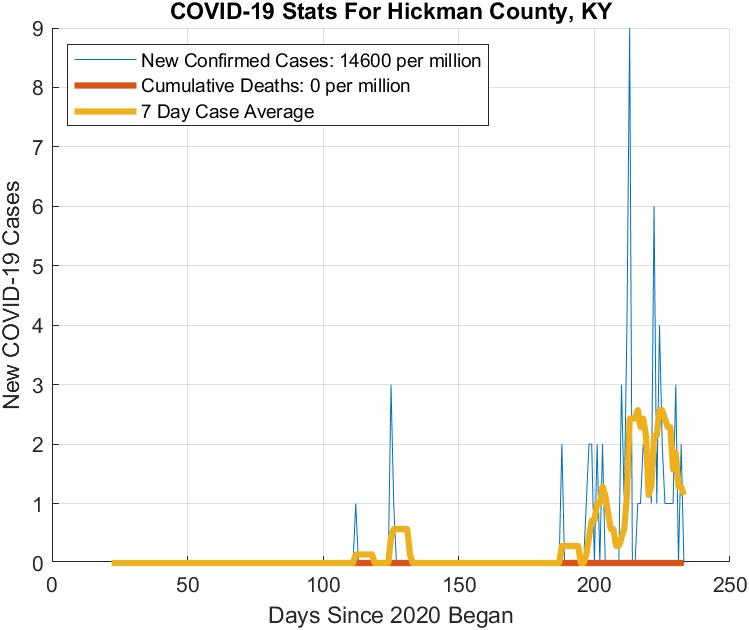 COVID-19 Stats For Hickman County, KY
New Confirmed Cases: 14600 per million
Cumulative Deaths: 0 per million
7 Day Case Average
9
8
7
6
5
4
3
2
1
0
New COVID-19 Cases
0 50 100 150 200 250
Days Since 2020 Began